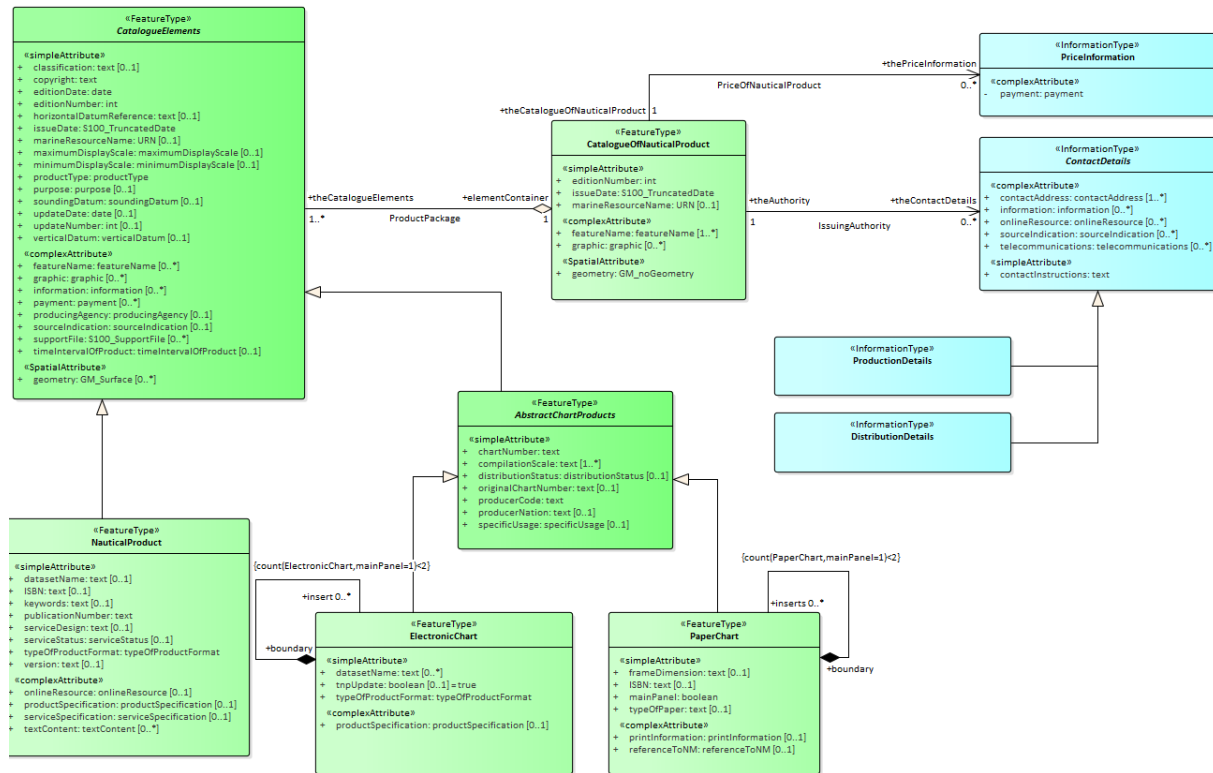 «FeatureType»
CatalogueElements
«simpleAttribute»
+ classification: text [0..1]
+ copyright: text
+ editionDate: date
+ editionNumber: int
+ horizontalDatumReference: text [0..1]
+ issueDate: S100_TruncatedDate
+ marineResourceName: URN [0..1]
+ maximumDisplayScale: maximumDisplayScale [0..1]
+ minimumDisplayScale: minimumDisplayScale [0..1]
+ productType: productType
+ purpose: purpose [0..1]
+ soundingDatum: soundingDatum [0..1]
+ updateDate: date [0..1]
+ updateNumber: int [0..1]
+ verticalDatum: verticalDatum [0..1]
«complexAttribute»
+ featureName: featureName [0..*]
+ graphic: graphic [0..*]
+ information: information [0..*]
+ payment: payment [0..*]
+ producingAgency: producingAgency [0..1]
+ sourceIndication: sourceIndication [0..1]
+ supportFile: S100_SupportFile [0..*]
+ timeIntervalOfProduct: timeIntervalOfProduct [0..1]
«SpatialAttribute»
+ geometry: GM_Surface [0..*]
+theCatalogueElements
1..*
ProductPackage
+elementContainer
1
+theCatalogueOfNauticalProduct
1
PriceOfNauticalProduct
+thePriceInformation
0..*
«FeatureType»
CatalogueOfNauticalProduct
«simpleAttribute»
+ editionNumber: int
+ issueDate: S100_TruncatedDate
+ marineResourceName: URN [0..1]
«complexAttribute»
+ featureName: featureName [1..*]
+ graphic: graphic [0..*]
«SpatialAttribute»
+ geometry: GM_noGeometry
+theAuthority
1
IssuingAuthority
+theContactDetails
0..*
«InformationType»
PriceInformation
«complexAttribute»
- payment: payment
«InformationType»
ContactDetails
«complexAttribute»
+ contactAddress: contactAddress [1..*]
+ information: information [0..*]
+ onlineResource: onlineResource [0..*]
+ sourceIndication: sourceIndication [0..*]
+ telecommunications: telecommunications [0..*]
«simpleAttribute»
+ contactInstructions: text
«InformationType»
ProductionDetails
«InformationType»
DistributionDetails
«FeatureType»
AbstractChartProducts
«simpleAttribute»
+ chartNumber: text
+ compilationScale: text [1..*]
+ distributionStatus: distributionStatus [0..1]
+ originalChartNumber: text [0..1]
+ producerCode: text
+ producerNation: text [0..1]
+ specificUsage: specificUsage [0..1]
«FeatureType»
NauticalProduct
«simpleAttribute»
+ datasetName: text [0..1]
+ ISBN: text [0..1]
+ keywords: text [0..1]
+ publicationNumber: text
+ serviceDesign: text [0..1]
+ serviceStatus: serviceStatus [0..1]
+ typeOfProductFormat: typeOfProductFormat
+ version: text [0..1]
«complexAttribute»
+ onlineResource: onlineResource [0..1]
+ productSpecification: productSpecification [0..1]
+ serviceSpecification: serviceSpecification [0..1]
+ textContent: textContent [0..*]
{count(ElectronicChart,mainPanel=1)<2}
+insert 0..*
+boundary
«FeatureType»
ElectronicChart
«simpleAttribute»
+ datasetName: text [0..*]
+ tnpUpdate: boolean [0..1] = true
+ typeOfProductFormat: typeOfProductFormat
«complexAttribute»
+ productSpecification: productSpecification [0..1]
{count(PaperChart,mainPanel=1)<2}
+inserts 0..*
+boundary
«FeatureType»
PaperChart
«simpleAttribute»
+ frameDimension: text [0..1]
+ ISBN: text [0..1]
+ mainPanel: boolean
+ typeOfPaper: text [0..1]
«complexAttribute»
+ printInformation: printInformation [0..1]
+ referenceToNM: referenceToNM [0..1]